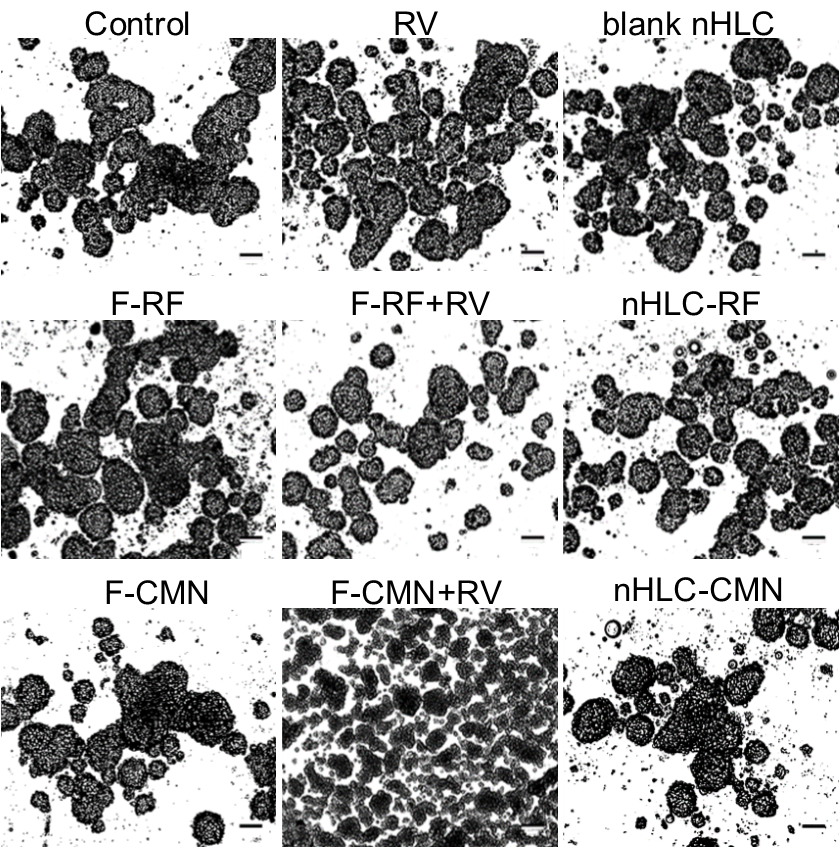 Control RV blank nHLC
F-RF F-RF+RV nHLC-RF
F-CMN F-CMN+RV nHLC-CMN